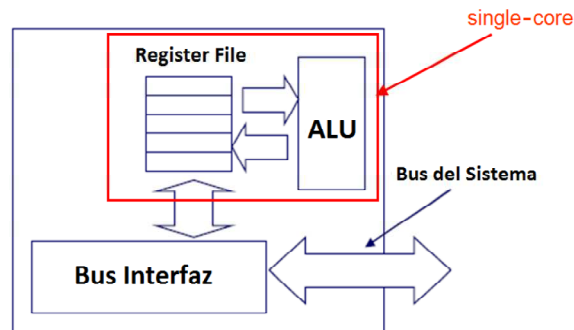 single-core
Register File
ALU
Bus del Sistema
Bus Interfaz